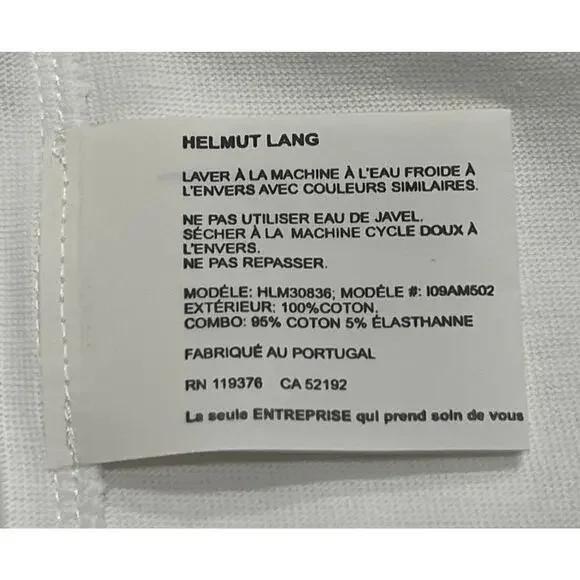 HELMUT LANG
LAVER À LA MACHINE À L'EAU FROIDE À
L'ENVERS AVEC COULEURS SIMILAIRES.
NE PAS UTILISER EAU DE JAVEL.
SÉCHER À LA MACHINE CYCLE DOUX À
L'ENVERS.
NE PAS REPASSER.
MODÉLE: HLM30836; MODÉLE #: I09AM502
EXTÉRIEUR: 100%COTON.
COMBO: 95% COTON 5% ÉLASTHANNE
FABRIQUÉ AU PORTUGAL
RN 119376 CA 52192
La seule ENTREPRISE qui prend soin de vous